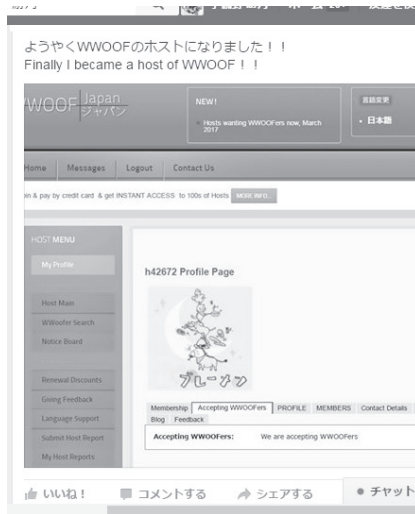 ようやくWWOOFのホストになりました！！
Finally I became a host of WWOOF！！
WWOOF Japan
ジャパン
NEW!
Hosts wanting WWOOFers now, March
2017
言語変更
日本語
Home Messages Logout Contact Us
& pay by credit card & get INSTANT ACCESS to 100s of Hosts MORE INFO...
HOST MENU
My Profile
Host Main
WWoofer Search
Notice Board
Renewal Discounts
Giving Feedback
Language Support
Submit Host Report
My Host Reports
h42672 Profile Page
ブレーメン
Membership Accepting WWOOFers PROFILE MEMBERS Contact Details
Blog Feedback
Accepting WWOOFers: We are accepting WWOOFers
いいね！ コメントする シェアする
チャット